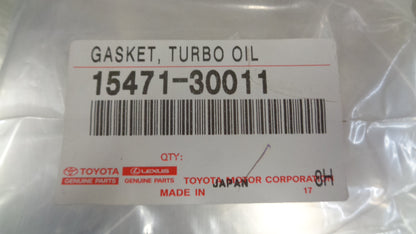 GASKET, TURBO OIL
15471-30011
QTY:
TOYOTA LEXUS TOYOTA MOTOR CORPORATION 0H
GENUINE PARTS GENUINE PARTS
MADE IN JAPAN 17